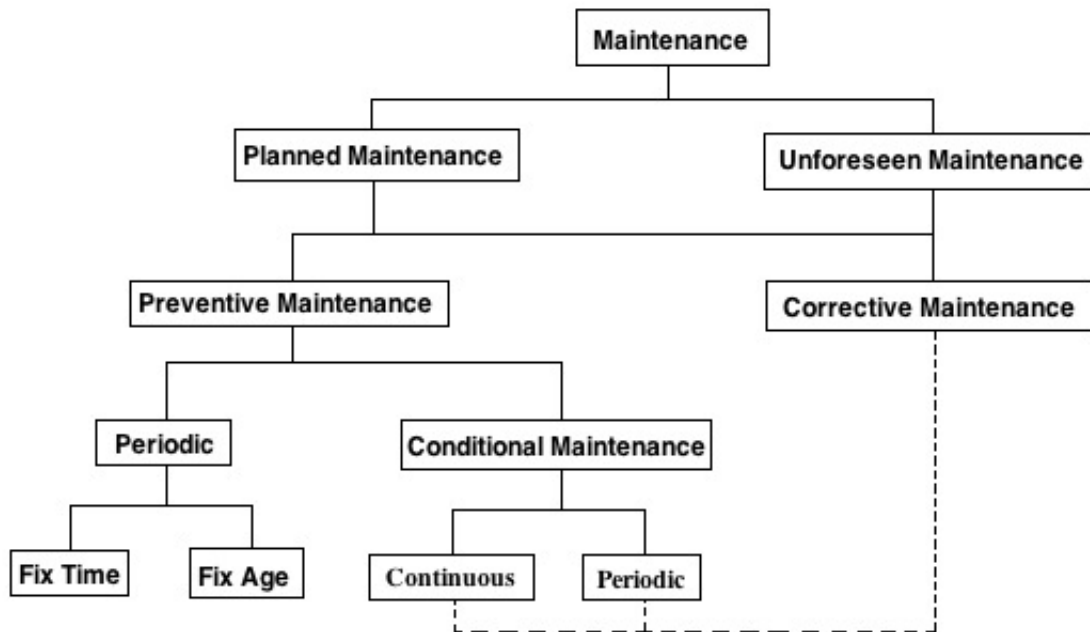 Maintenance
Planned Maintenance
Unforeseen Maintenance
Preventive Maintenance
Corrective Maintenance
Periodic
Conditional Maintenance
Fix Time
Fix Age
Continuous
Periodic